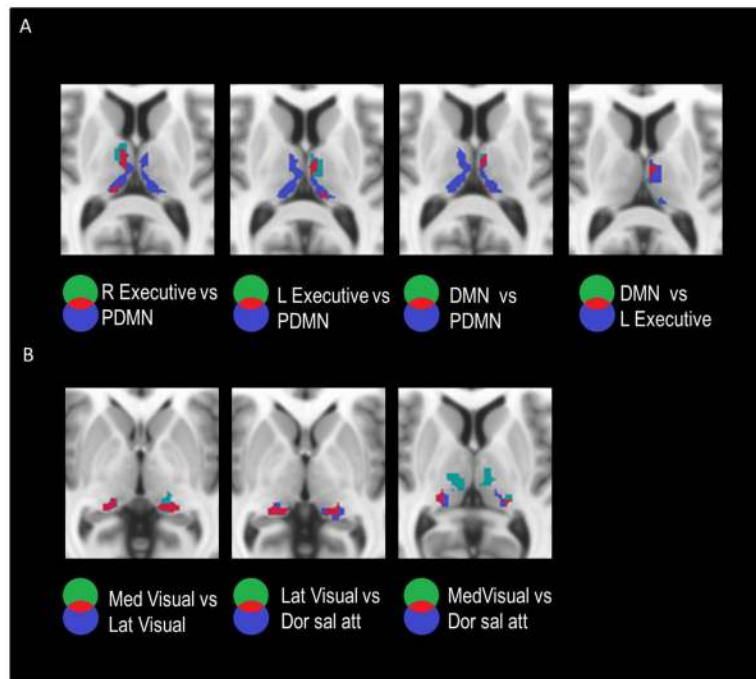 A
R Executive vs
PDMN
L Executive vs
PDMN
DMN vs
PDMN
DMN vs
L Executive
B
Med Visual vs
Lat Visual
Lat Visual vs
Dor sal att
MedVisual vs
Dor sal att